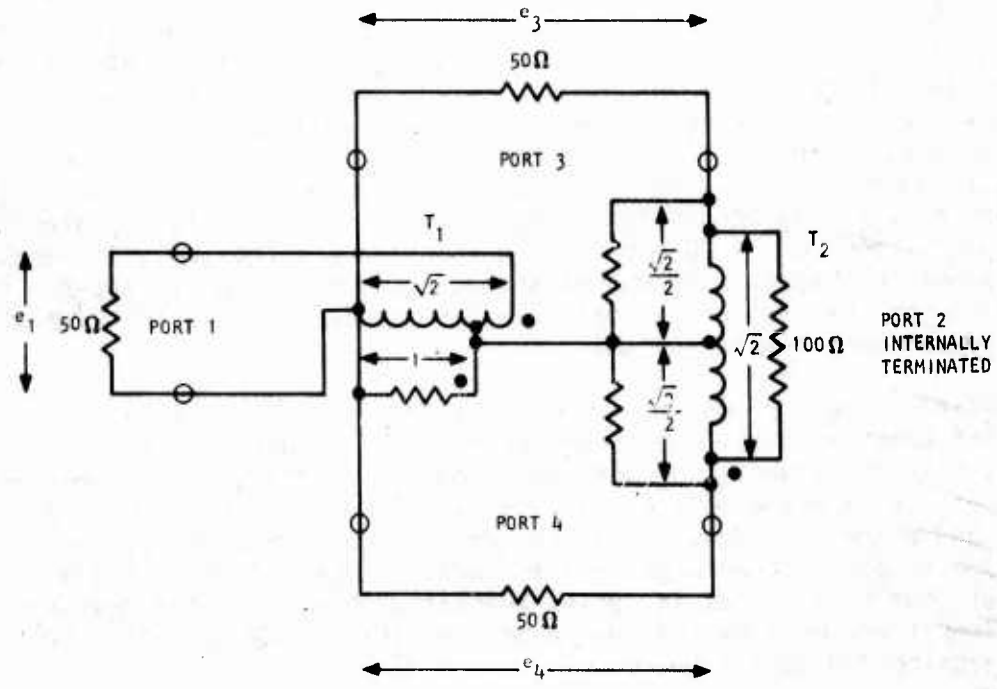 e3
50Ω
PORT 3
T1
√2
e1
50Ω
PORT 1
1
√2/2
T2
√2
100Ω
PORT 2
INTERNALLY
TERMINATED
√2/2
PORT 4
50Ω
e4